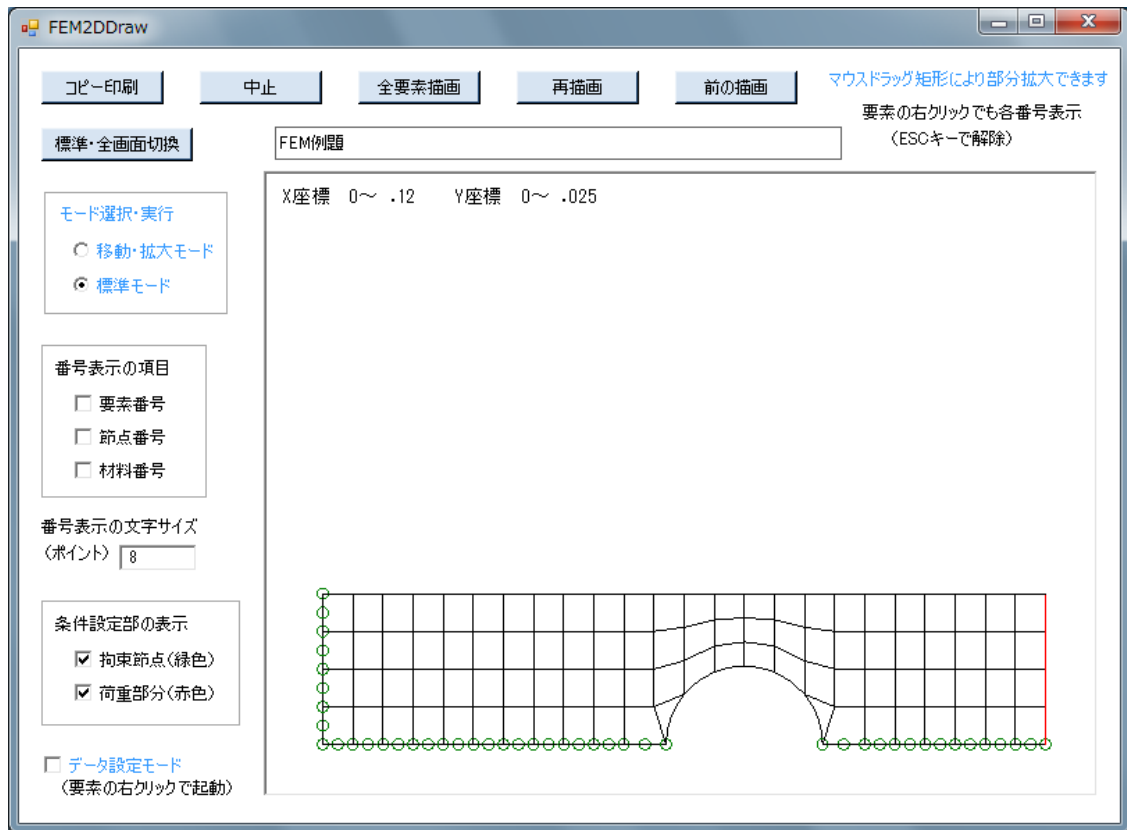 FEM2DDraw
コピー印刷
中止
全要素描画
再描画
前の描画
マウスドラッグ矩形により部分拡大できます
要素の右クリックでも各番号表示
(ESCキーで解除)
標準・全画面切換
FEM例題
X座標 0～ .12 Y座標 0～ .025
モード選択・実行
移動・拡大モード
標準モード
番号表示の項目
要素番号
節点番号
材料番号
番号表示の文字サイズ
(ポイント) 8
条件設定部の表示
拘束節点(緑色)
荷重部分(赤色)
データ設定モード
(要素の右クリックで起動)